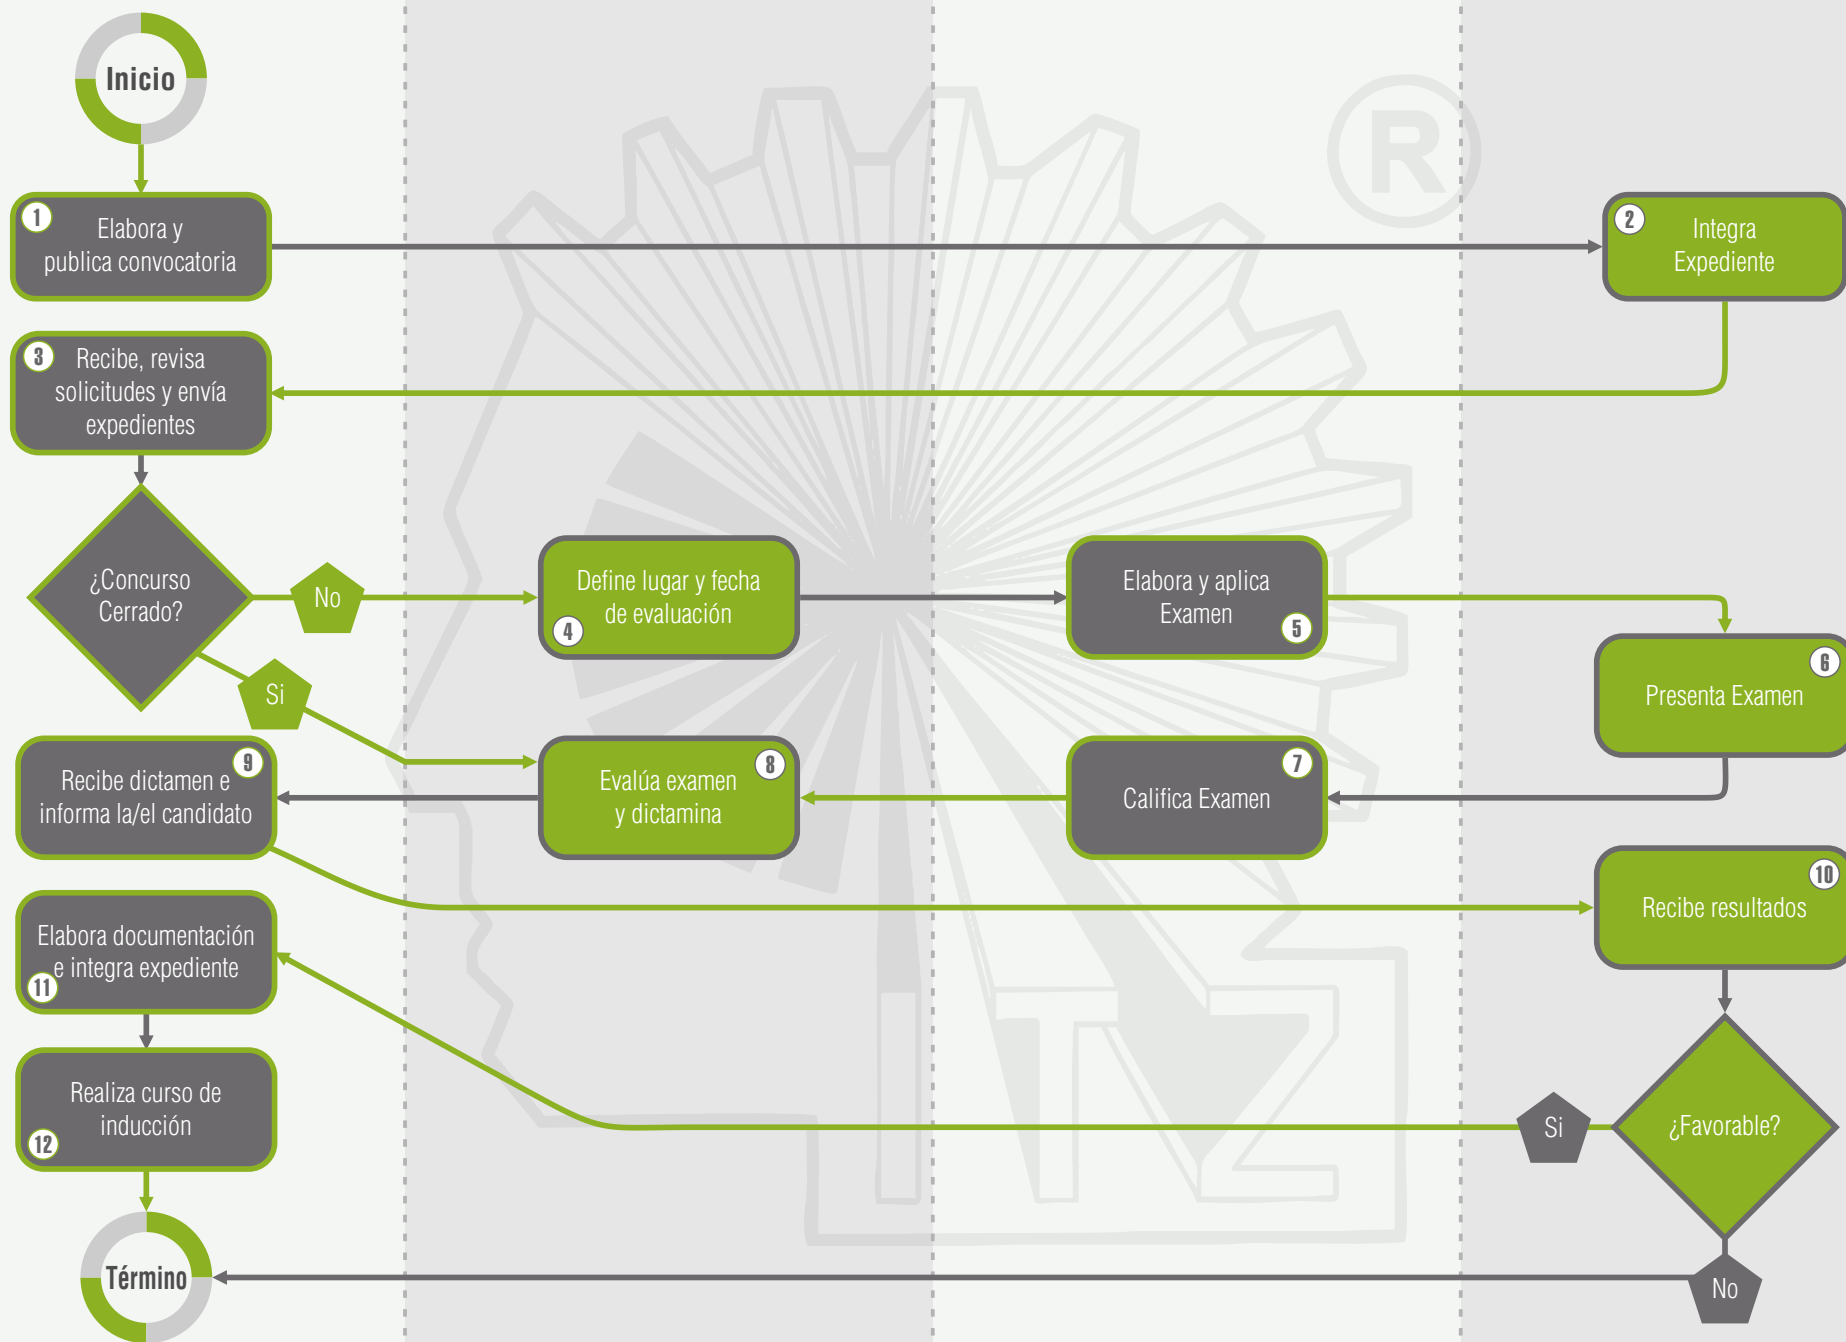 Inicio
®
1
Elabora y
publica convocatoria
2
Integra
Expediente
3
Recibe, revisa
solicitudes y envía
expedientes
¿Concurso
Cerrado?
No
Si
Define lugar y fecha
de evaluación
4
Elabora y aplica
Examen
5
6
Presenta Examen
7
Califica Examen
8
Evalúa examen
y dictamina
9
Recibe dictamen e
informa la/el candidato
10
Recibe resultados
Elabora documentación
e integra expediente
11
ITZ
¿Favorable?
Si
No
Realiza curso de
inducción
12
Término